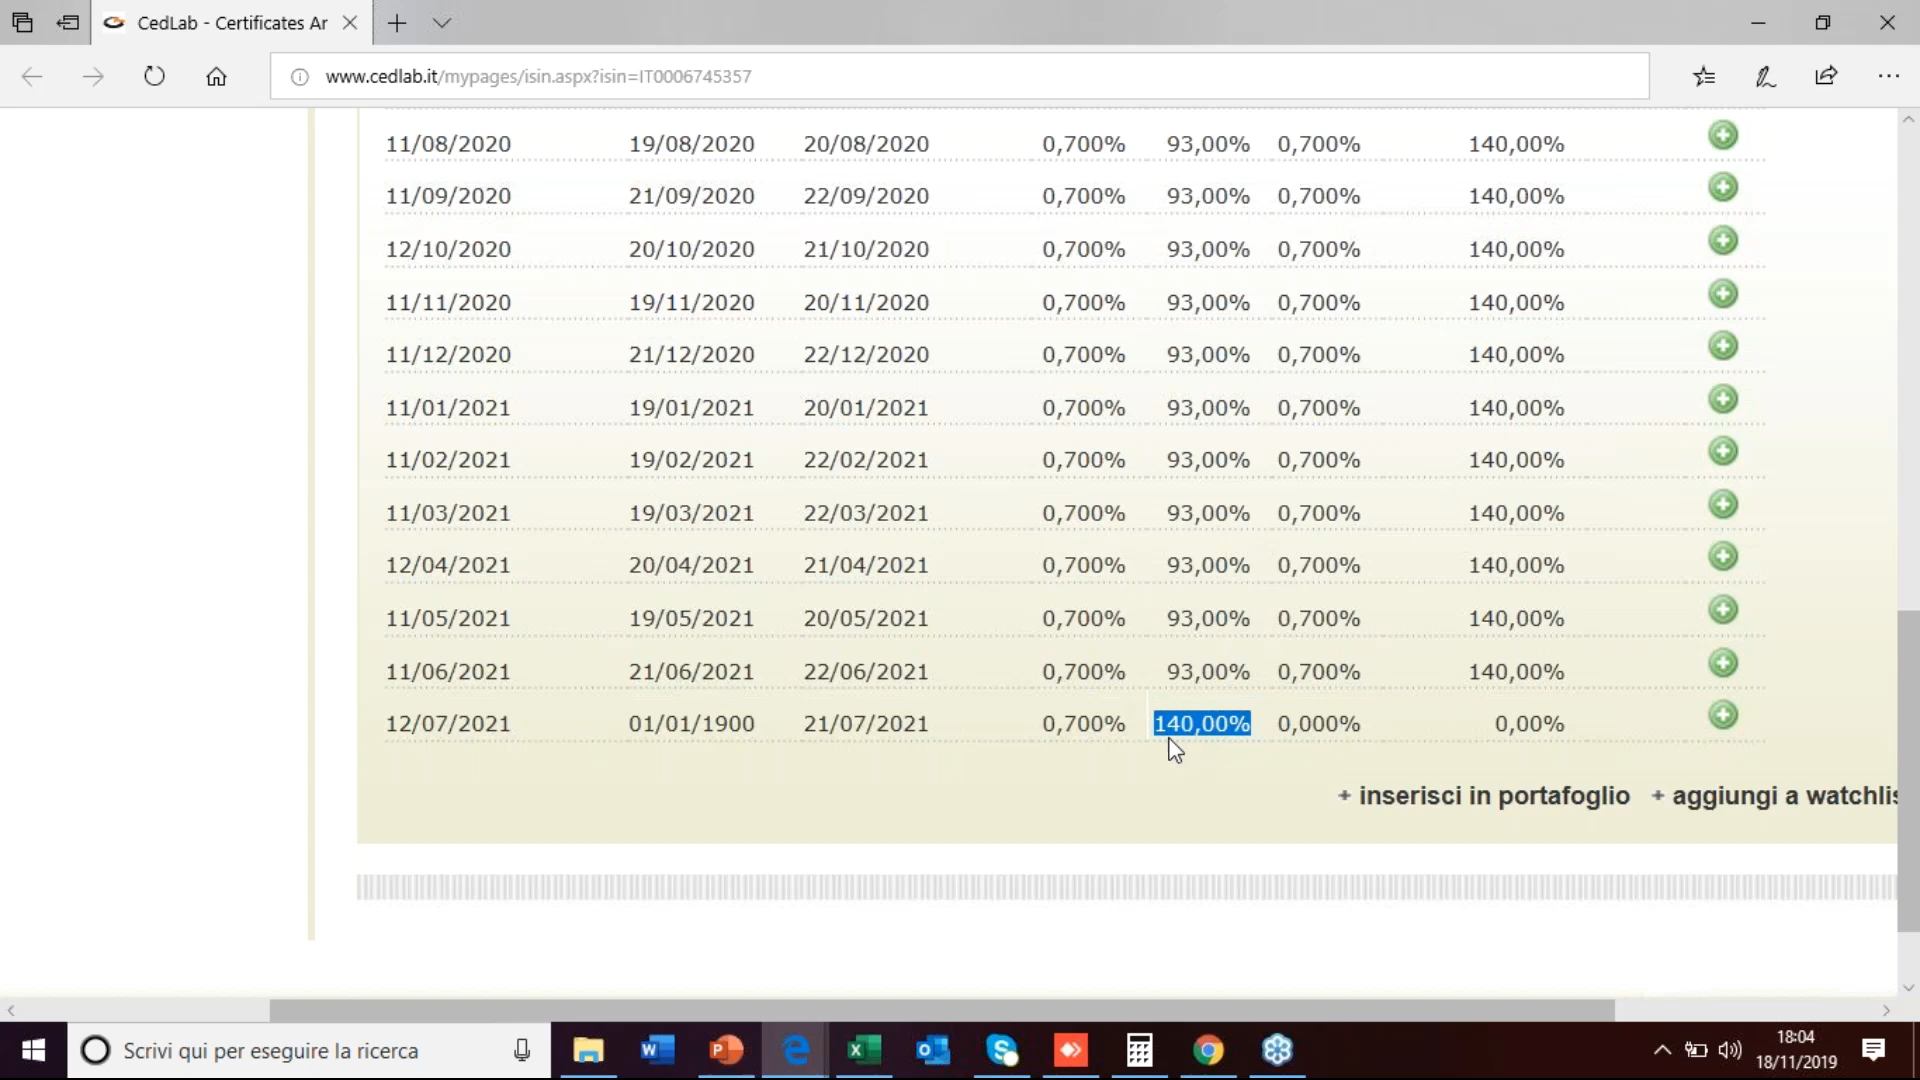 CedLab - Certificates Ar
www.cedlab.it/mypages/isin.aspx?isin=IT0006745357
11/08/2020 19/08/2020 20/08/2020 0,700% 93,00% 0,700% 140,00%
11/09/2020 21/09/2020 22/09/2020 0,700% 93,00% 0,700% 140,00%
12/10/2020 20/10/2020 21/10/2020 0,700% 93,00% 0,700% 140,00%
11/11/2020 19/11/2020 20/11/2020 0,700% 93,00% 0,700% 140,00%
11/12/2020 21/12/2020 22/12/2020 0,700% 93,00% 0,700% 140,00%
11/01/2021 19/01/2021 20/01/2021 0,700% 93,00% 0,700% 140,00%
11/02/2021 19/02/2021 22/02/2021 0,700% 93,00% 0,700% 140,00%
11/03/2021 19/03/2021 22/03/2021 0,700% 93,00% 0,700% 140,00%
12/04/2021 20/04/2021 21/04/2021 0,700% 93,00% 0,700% 140,00%
11/05/2021 19/05/2021 20/05/2021 0,700% 93,00% 0,700% 140,00%
11/06/2021 21/06/2021 22/06/2021 0,700% 93,00% 0,700% 140,00%
12/07/2021 01/01/1900 21/07/2021 0,700% 140,00% 0,000% 0,00%
+ inserisci in portafoglio + aggiungi a watchlis
Scrivi qui per eseguire la ricerca
18:04
18/11/2019